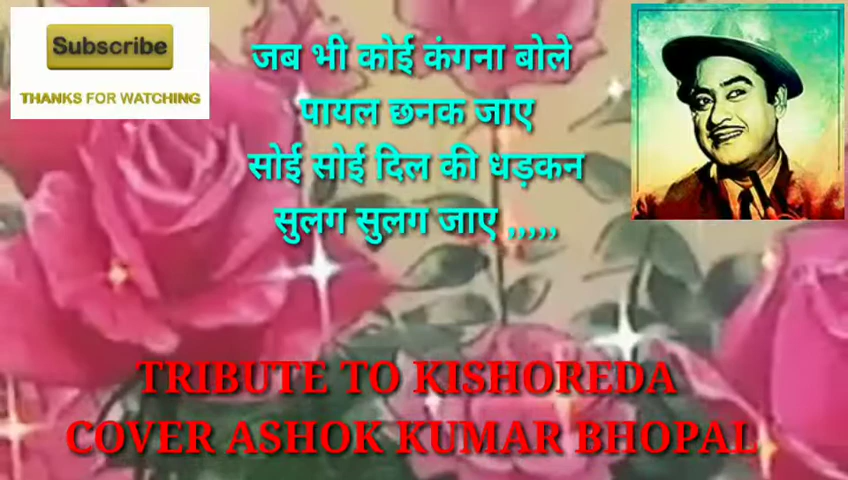 Subscribe
THANKS FOR WATCHING
जब भी कोई कंगना बोले
पायल छनक जाए
सोई सोई दिल की धड़कन
सुलग सुलग जाए ,,,,,
TRIBUTE TO KISHOREDA
COVER ASHOK KUMAR BHOPAL